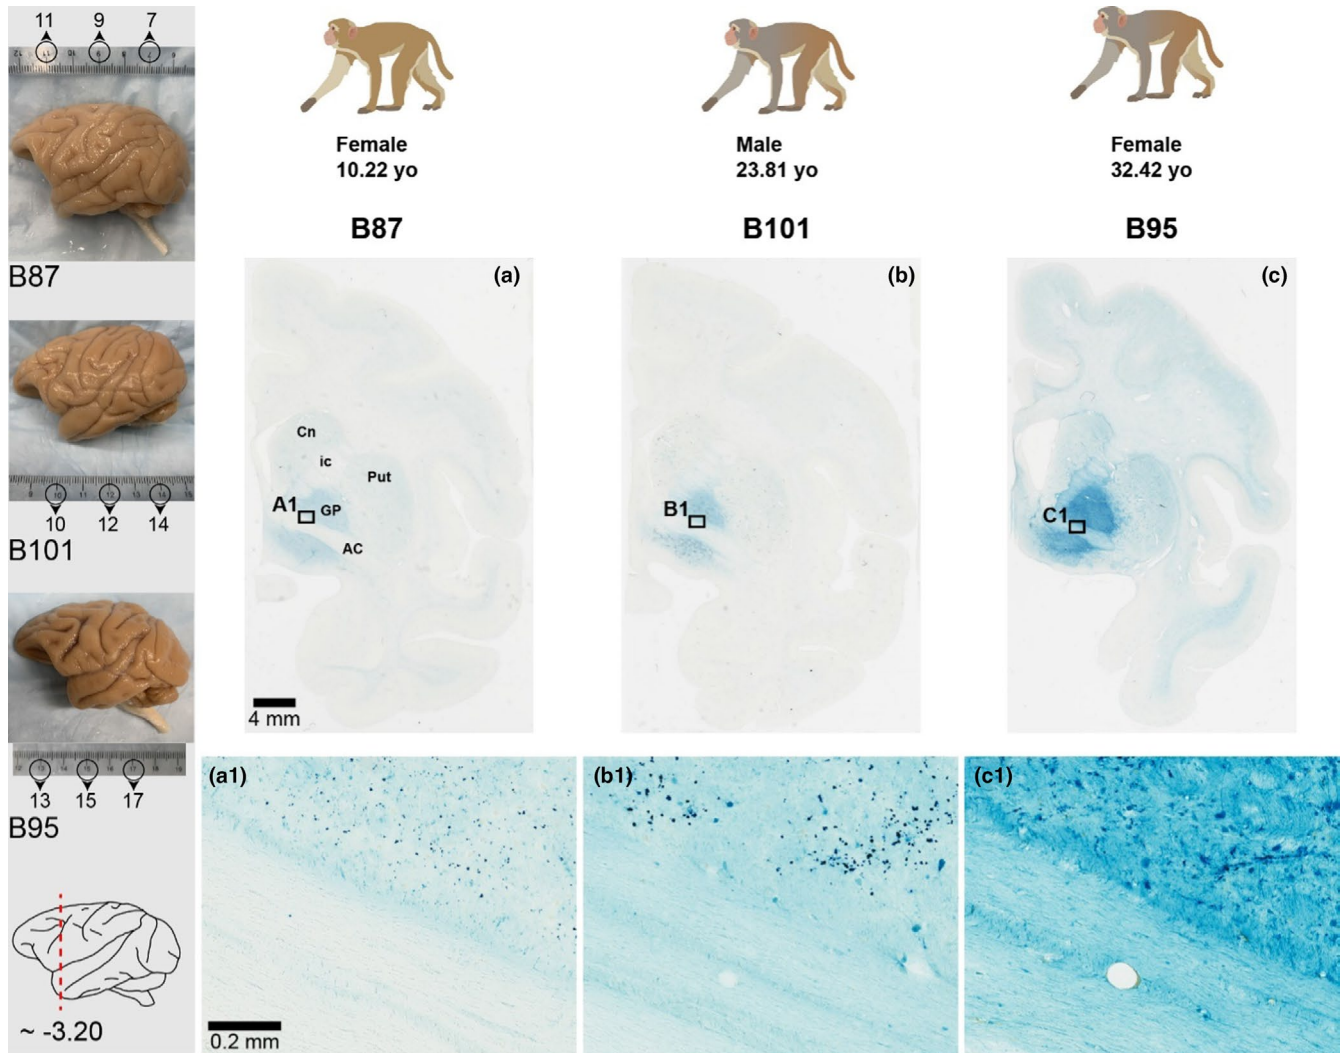 11 9 7
B87
10 12 14
B101
13 15 17
B95
~ -3.20
Female
10.22 yo
B87
Male
23.81 yo
B101
Female
32.42 yo
B95
(a)
Cn
ic
Put
A1
GP
AC
4 mm
(b)
B1
(c)
C1
(a1)
0.2 mm
(b1)
(c1)